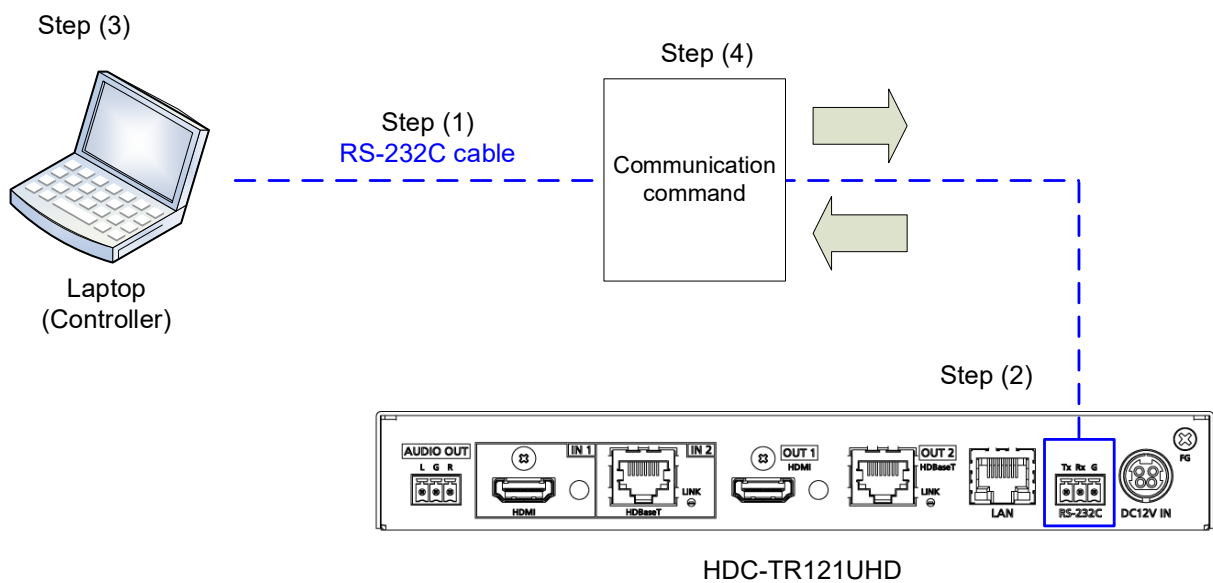 Step (3)
Step (4)
Step (1)
RS-232C cable
Communication
command
Laptop
(Controller)
Step (2)
AUDIO OUT
L G R
IN 1
HDMI
IN 2
LINK
HDBaseT
OUT 1
HDMI
OUT 2
HDBaseT
LINK
LAN
Tx Rx G
RS-232C
DC12V IN
FG
HDC-TR121UHD